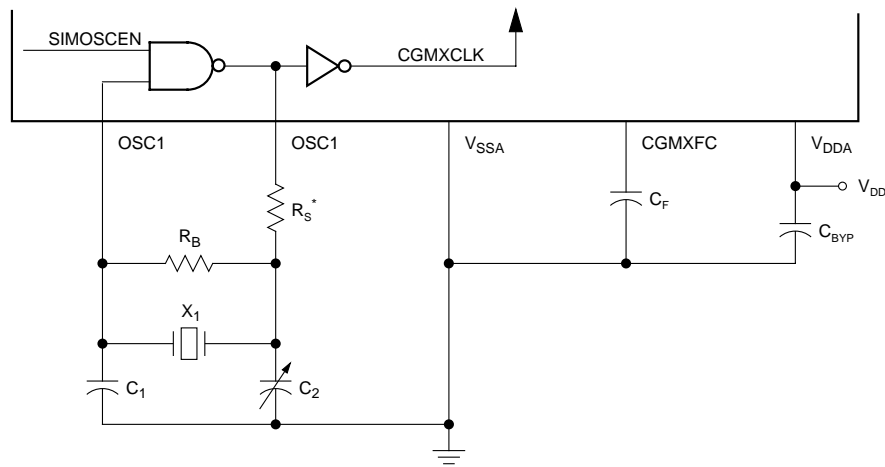 SIMOSCEN
CGMXCLK
OSC1
OSC1
VSSA
CGMXFC
VDDA
VDD
RS*
CF
CBYP
RB
X1
C1
C2